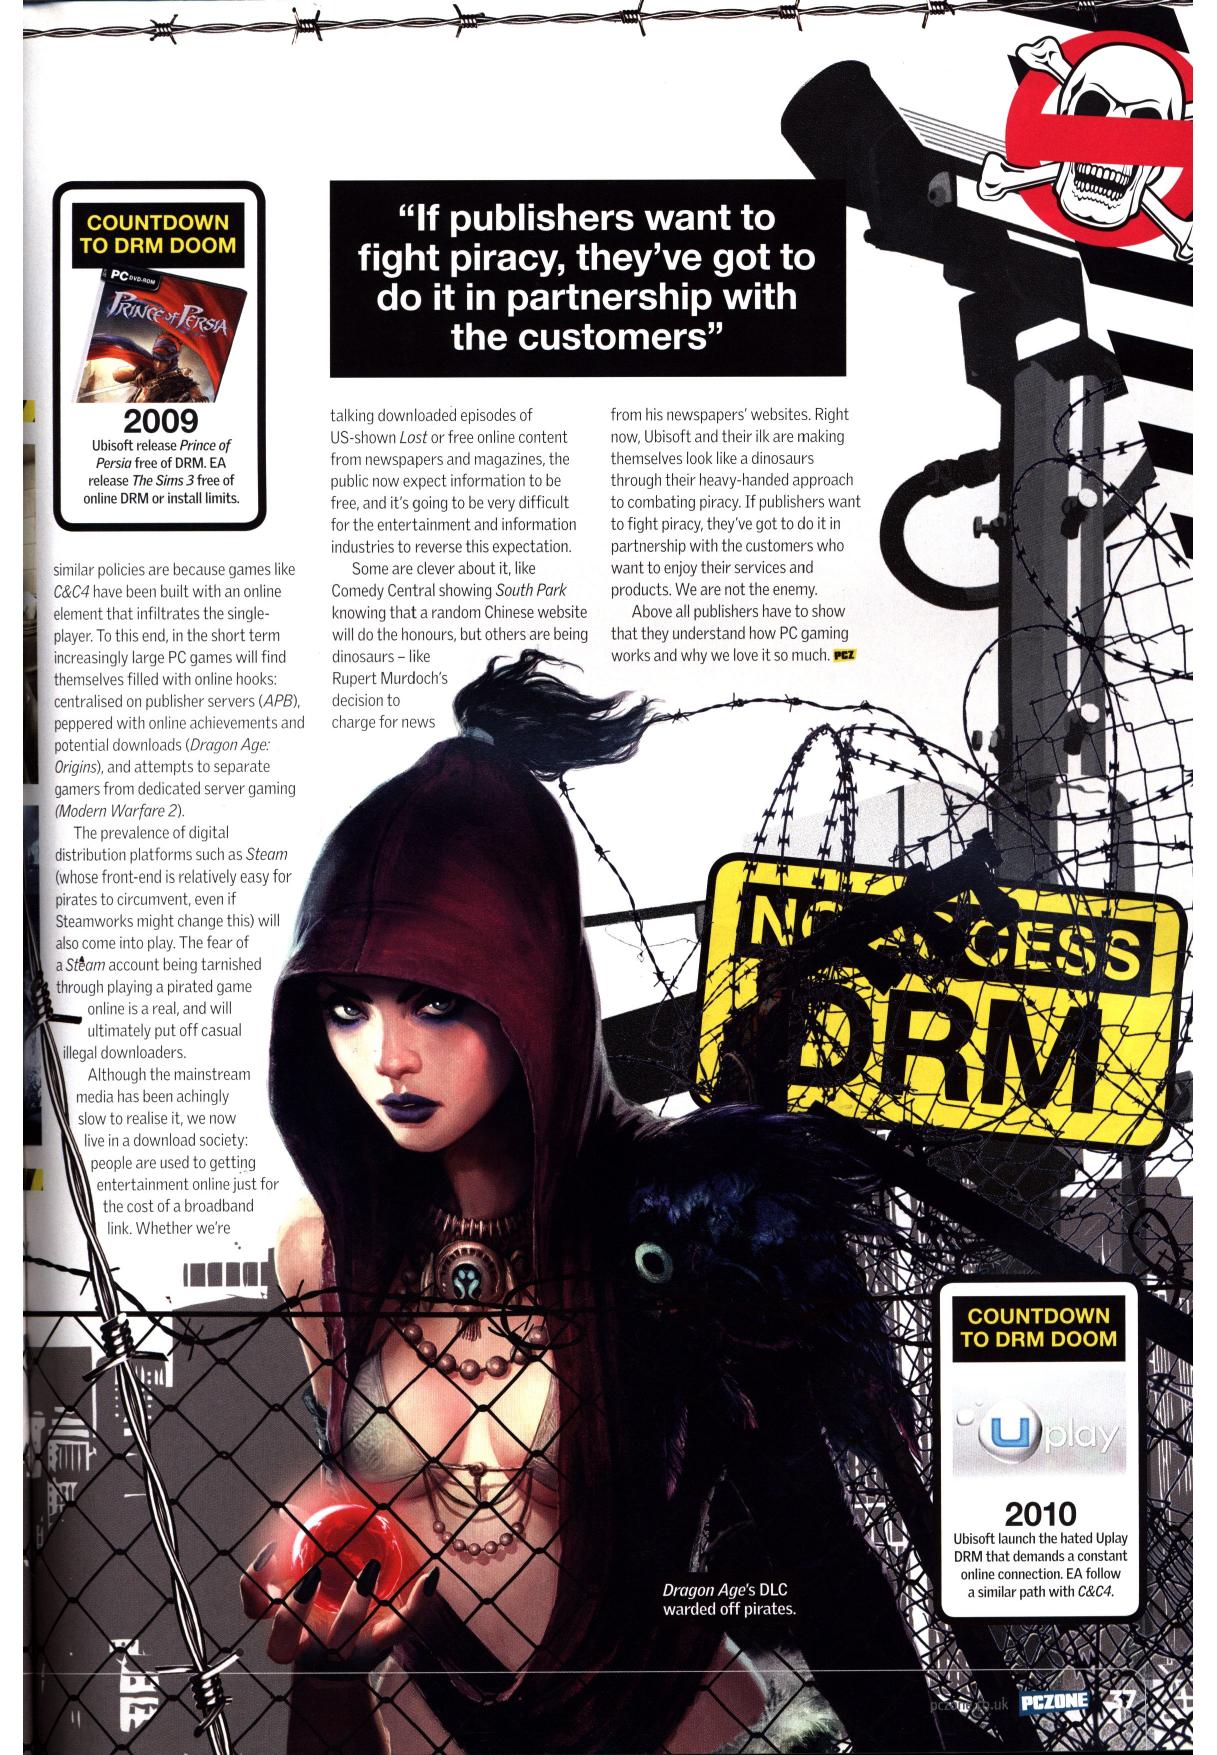 COUNTDOWN
TO DRM DOOM
PC DVD-ROM
PRINCE OF PERSIA
2009
Ubisoft release Prince of
Persia free of DRM. EA
release The Sims 3 free of
online DRM or install limits.
similar policies are because games like
C&C4 have been built with an online
element that infiltrates the single-
player. To this end, in the short term
increasingly large PC games will find
themselves filled with online hooks:
centralised on publisher servers (APB),
peppered with online achievements and
potential downloads (Dragon Age:
Origins), and attempts to separate
gamers from dedicated server gaming
(Modern Warfare 2).
The prevalence of digital
distribution platforms such as Steam
(whose front-end is relatively easy for
pirates to circumvent, even if
Steamworks might change this) will
also come into play. The fear of
a Steam account being tarnished
through playing a pirated game
online is a real, and will
ultimately put off casual
illegal downloaders.
Although the mainstream
media has been achingly
slow to realise it, we now
live in a download society:
people are used to getting
entertainment online just for
the cost of a broadband
link. Whether we're
“If publishers want to
fight piracy, they've got to
do it in partnership with
the customers”
talking downloaded episodes of
US-shown Lost or free online content
from newspapers and magazines, the
public now expect information to be
free, and it's going to be very difficult
for the entertainment and information
industries to reverse this expectation.
Some are clever about it, like
Comedy Central showing South Park
knowing that a random Chinese website
will do the honours, but others are being
dinosaurs – like
Rupert Murdoch's
decision to
charge for news
from his newspapers' websites. Right
now, Ubisoft and their ilk are making
themselves look like a dinosaurs
through their heavy-handed approach
to combating piracy. If publishers want
to fight piracy, they've got to do it in
partnership with the customers who
want to enjoy their services and
products. We are not the enemy.
Above all publishers have to show
that they understand how PC gaming
works and why we love it so much. PCZ
NO ACCESS
DRM
COUNTDOWN
TO DRM DOOM
Uplay
2010
Ubisoft launch the hated Uplay
DRM that demands a constant
online connection. EA follow
a similar path with C&C4.
Dragon Age's DLC
warded off pirates.
pczone.co.uk PCZONE 37